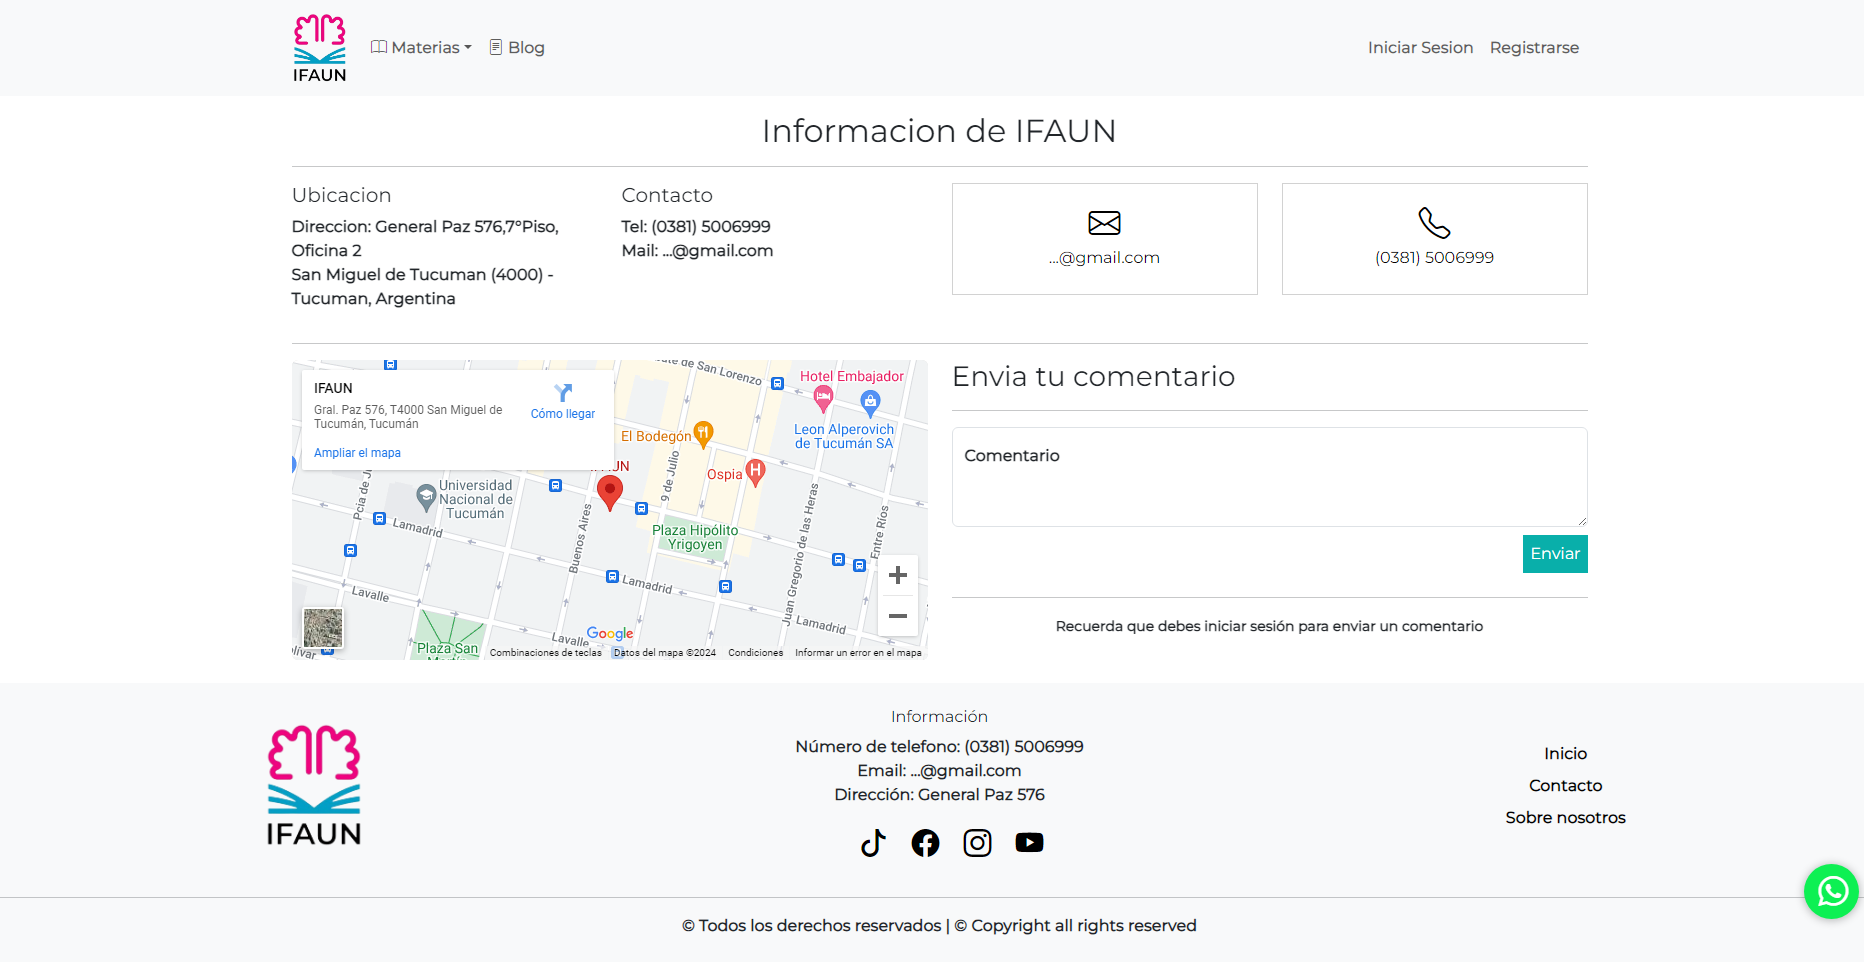 IFAUN
Materias
Blog
Iniciar Sesion
Registrarse
Informacion de IFAUN
Ubicacion
Direccion: General Paz 576,7°Piso,
Oficina 2
San Miguel de Tucuman (4000) -
Tucuman, Argentina
Contacto
Tel: (0381) 5006999
Mail: ...@gmail.com
...@gmail.com
(0381) 5006999
IFAUN
Gral. Paz 576, T4000 San Miguel de
Tucumán, Tucumán
Ampliar el mapa
Cómo llegar
de San Lorenzo
Hotel Embajador
Leon Alperovich
de Tucumán SA
El Bodegón
Ospia
IFAUN
9 de Julio
Pcia de
Universidad
Nacional de
Tucumán
Lamadrid
Buenos Aires
Plaza Hipólito
Yrigoyen
Juan Gregorio de las Heras
Entre Ríos
Lamadrid
Lamadrid
Lavalle
Lavalle
Plaza San
Google
Combinaciones de teclas
Datos del mapa ©2024
Condiciones
Informar un error en el mapa
Envia tu comentario
Comentario
Enviar
Recuerda que debes iniciar sesión para enviar un comentario
IFAUN
Información
Número de telefono: (0381) 5006999
Email: ...@gmail.com
Dirección: General Paz 576
Inicio
Contacto
Sobre nosotros
© Todos los derechos reservados | © Copyright all rights reserved